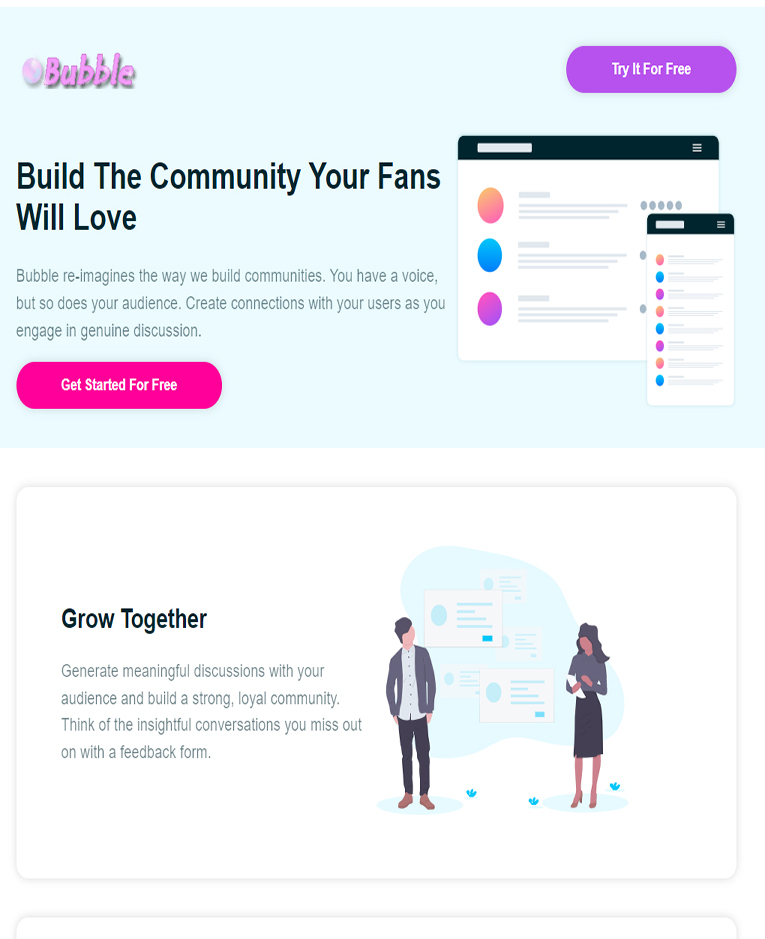 Bubble
Try It For Free
Build The Community Your Fans
Will Love
Bubble re-imagines the way we build communities. You have a voice,
but so does your audience. Create connections with your users as you
engage in genuine discussion.
Get Started For Free
Grow Together
Generate meaningful discussions with your
audience and build a strong, loyal community.
Think of the insightful conversations you miss out
on with a feedback form.